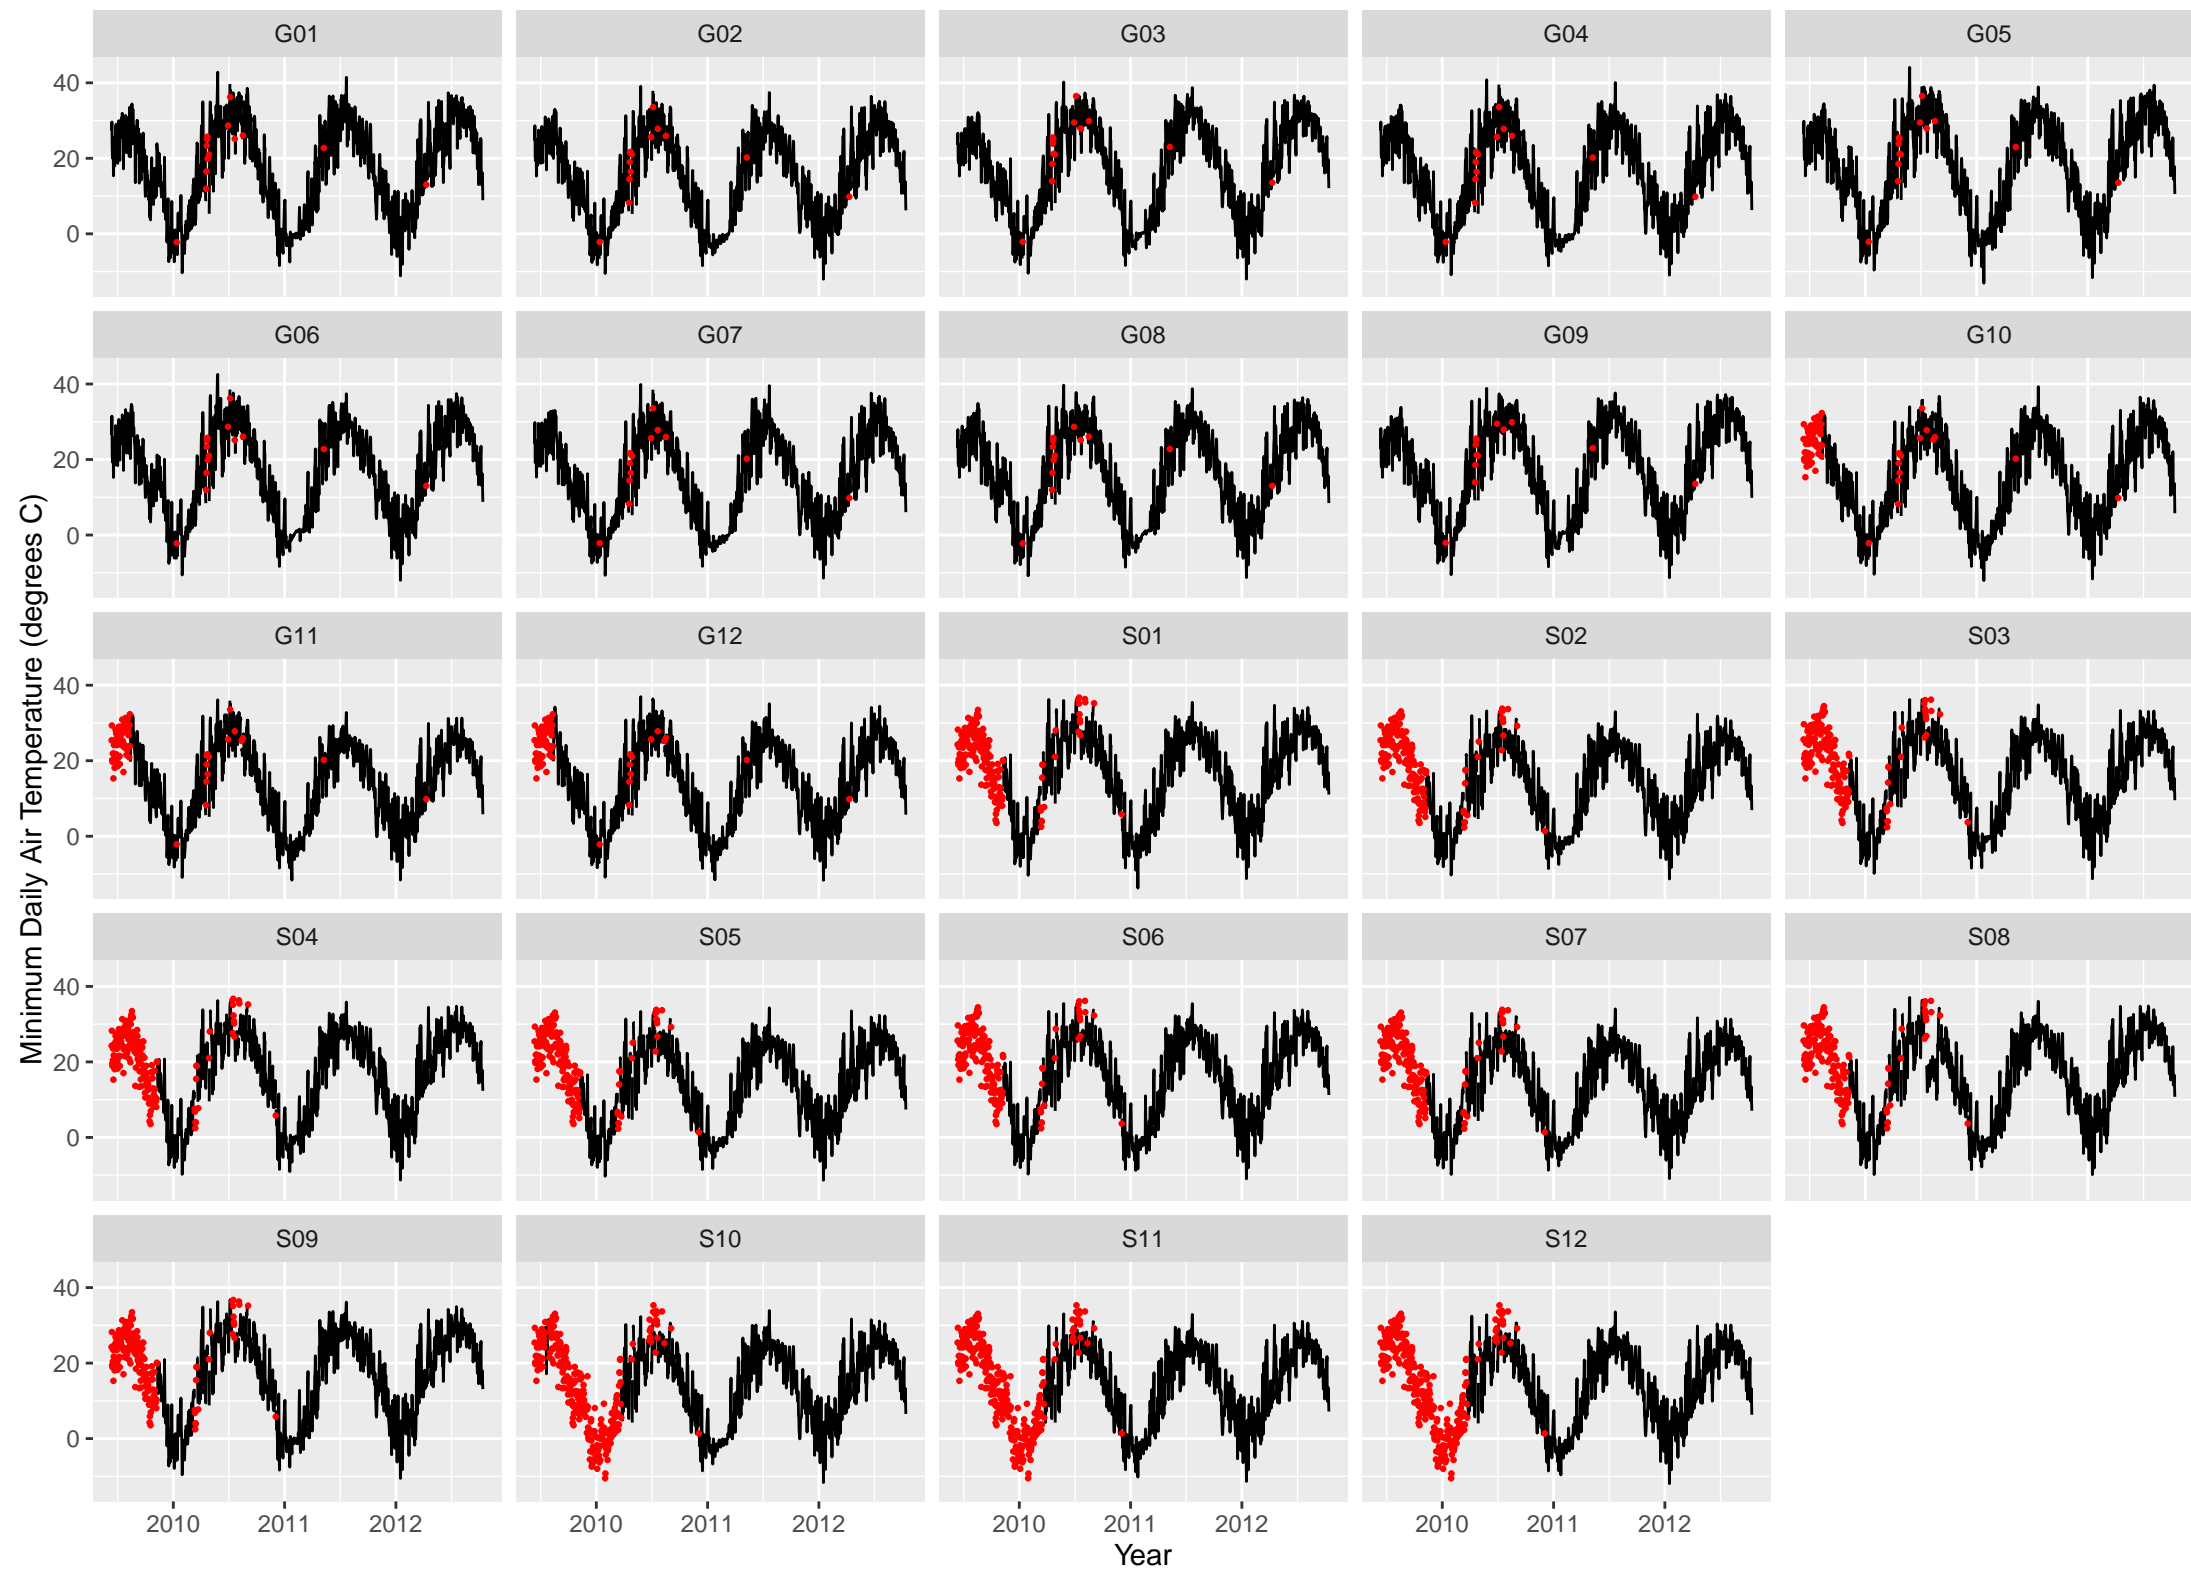 G01 G02 G03 G04 G05
40
20
0
G06 G07 G08 G09 G10
40
20
0
G11 G12 S01 S02 S03
40
20
0
S04 S05 S06 S07 S08
40
20
0
S09 S10 S11 S12
40
20
0
2010 2011 2012 2010 2011 2012 2010 2011 2012 2010 2011 2012
Year
Minimum Daily Air Temperature (degrees C)